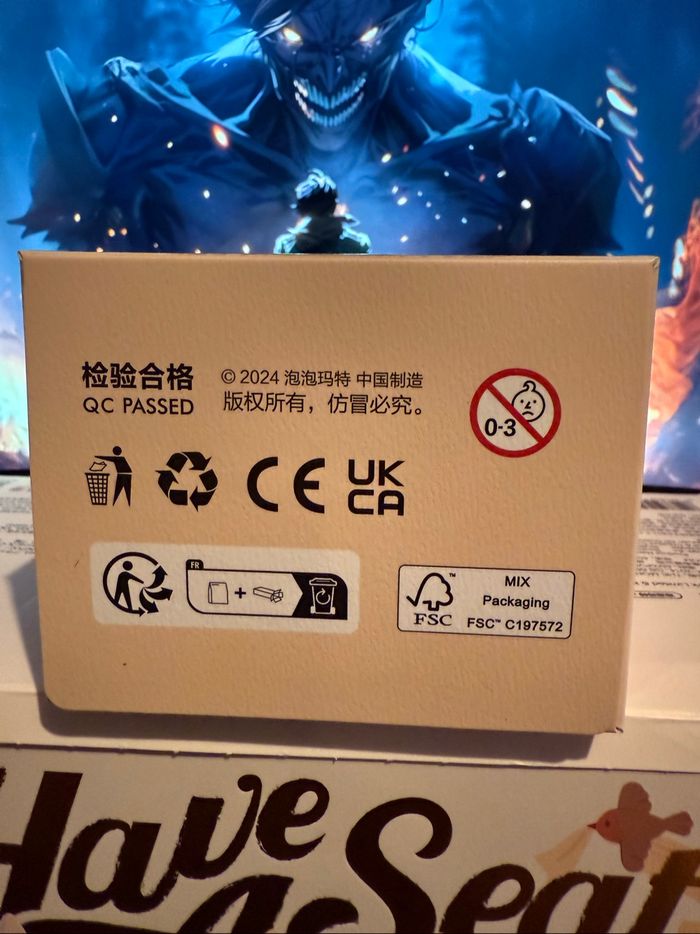 检验合格
QC PASSED
© 2024 泡泡玛特 中国制造
版权所有，仿冒必究。
0-3
CE
UK
CA
FR
+
FSC™
MIX
Packaging
FSC™ C197572
Have
a Seat